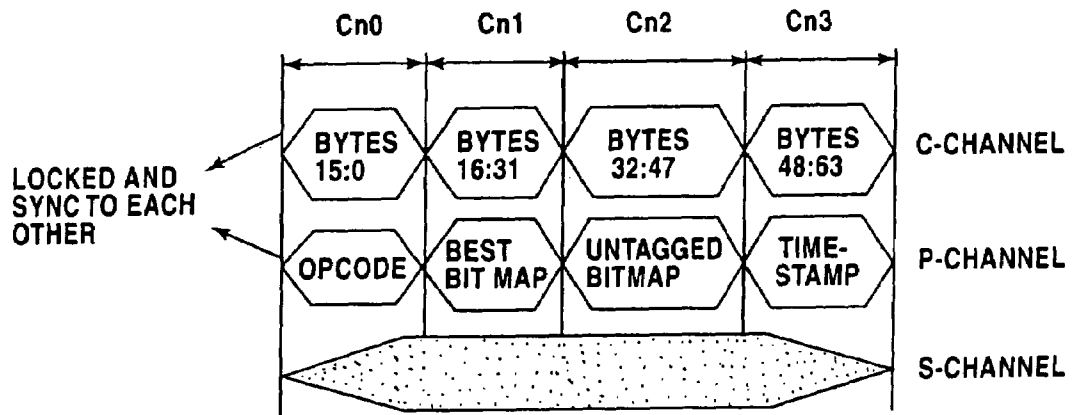 Cn0 Cn1 Cn2 Cn3
BYTES 15:0
BYTES 16:31
BYTES 32:47
BYTES 48:63
C-CHANNEL
LOCKED AND
SYNC TO EACH
OTHER
OPCODE
BEST
BIT MAP
UNTAGGED
BITMAP
TIME-
STAMP
P-CHANNEL
S-CHANNEL